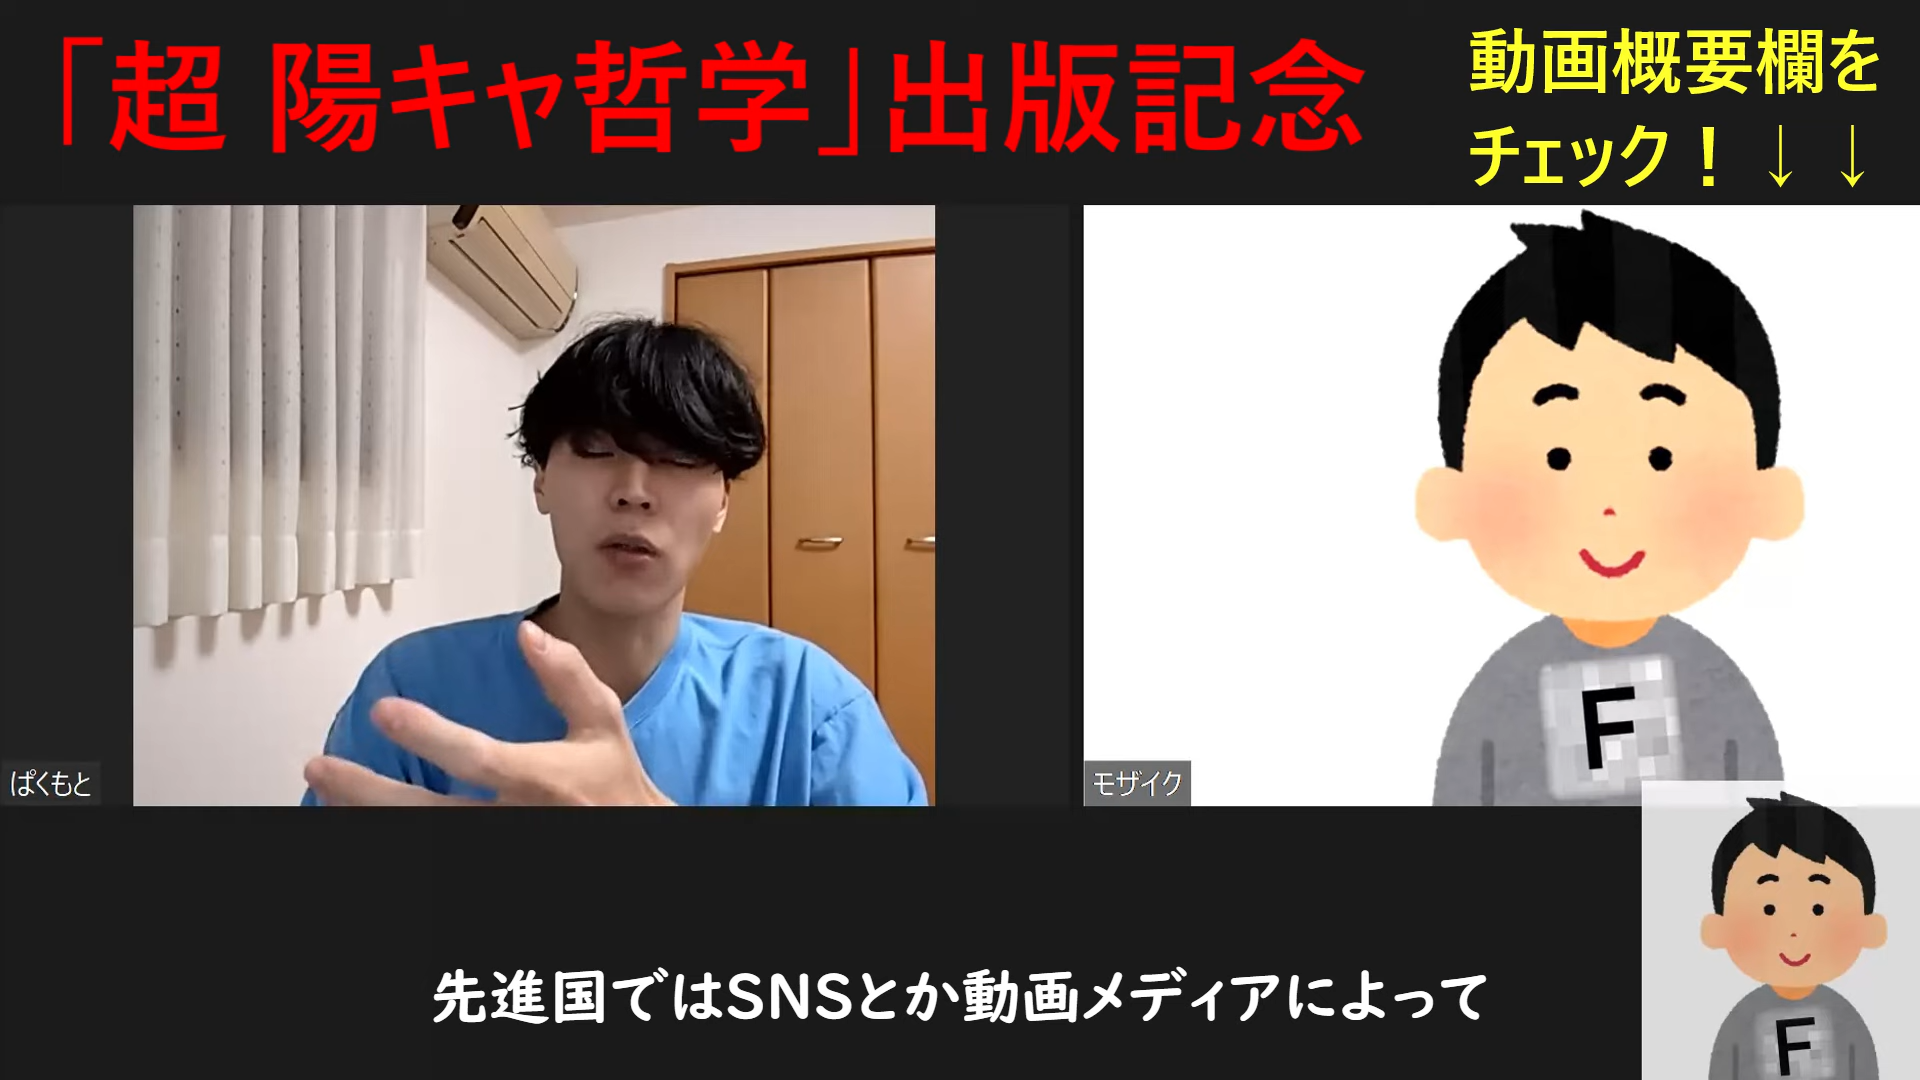 「超 陽キャ哲学」出版記念
動画概要欄を
チェック！↓↓
ぱくもと
モザイク
F
F
先進国ではSNSとか動画メディアによって